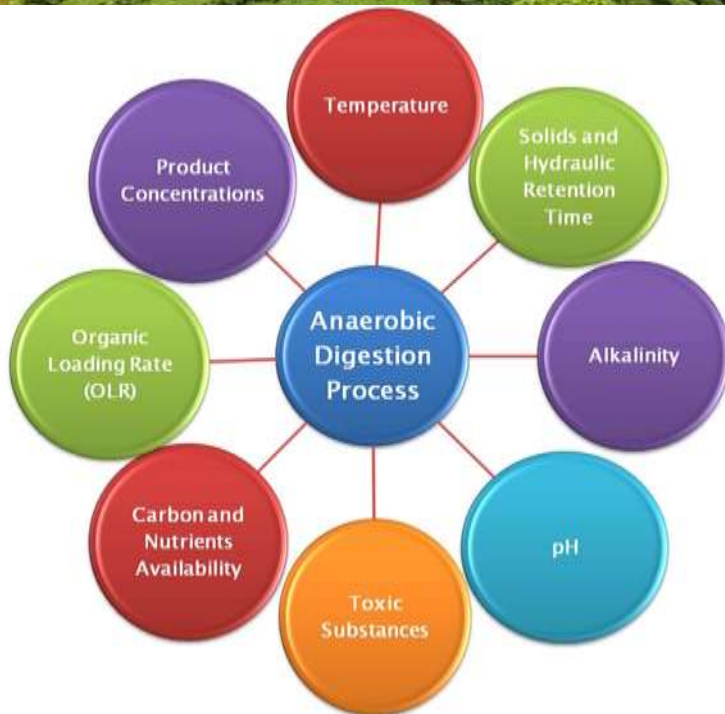 Temperature
Solids and
Hydraulic
Retention
Time
Alkalinity
pH
Toxic
Substances
Carbon and
Nutrients
Availability
Organic
Loading Rate
(OLR)
Product
Concentrations
Anaerobic
Digestion
Process